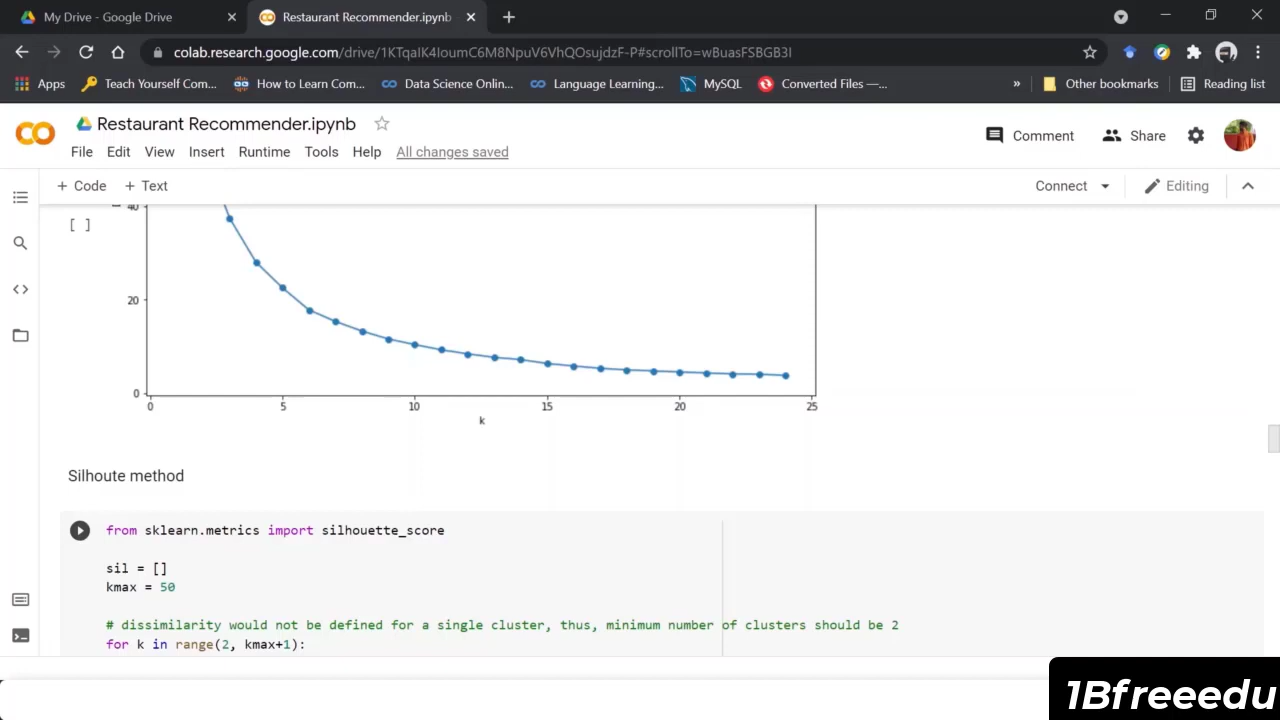 My Drive - Google Drive
Restaurant Recommender.ipynb
colab.research.google.com/drive/1KTqaIK4IoumC6M8NpuV6VhQOsujdzF-P#scrollTo=wBuasFSBGB3I
Apps Teach Yourself Com... How to Learn Com... Data Science Onlin... Language Learning... MySQL Converted Files —... » Other bookmarks Reading list
Restaurant Recommender.ipynb
Comment Share
File Edit View Insert Runtime Tools Help All changes saved
+ Code + Text Connect Editing
[ ]
40
20
0
0 5 10 15 20 25
k
Silhoute method
from sklearn.metrics import silhouette_score
sil = []
kmax = 50
# dissimilarity would not be defined for a single cluster, thus, minimum number of clusters should be 2
for k in range(2, kmax+1):
1Bfreeedu